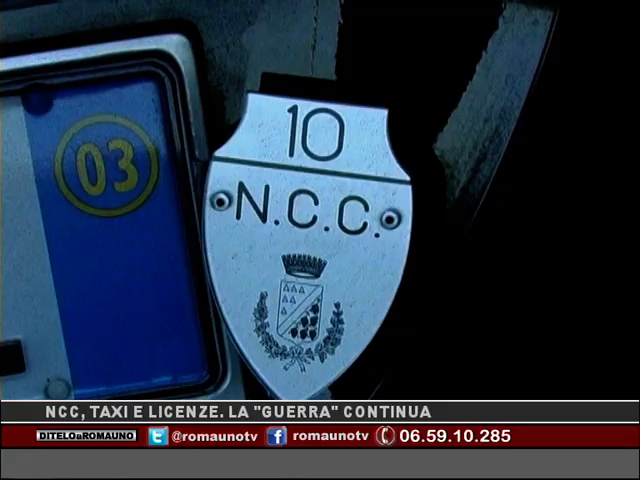 10
03
N.C.C.
NCC, TAXI E LICENZE. LA "GUERRA" CONTINUA
DITELOaROMAUNO @romaunotv romaunotv 06.59.10.285